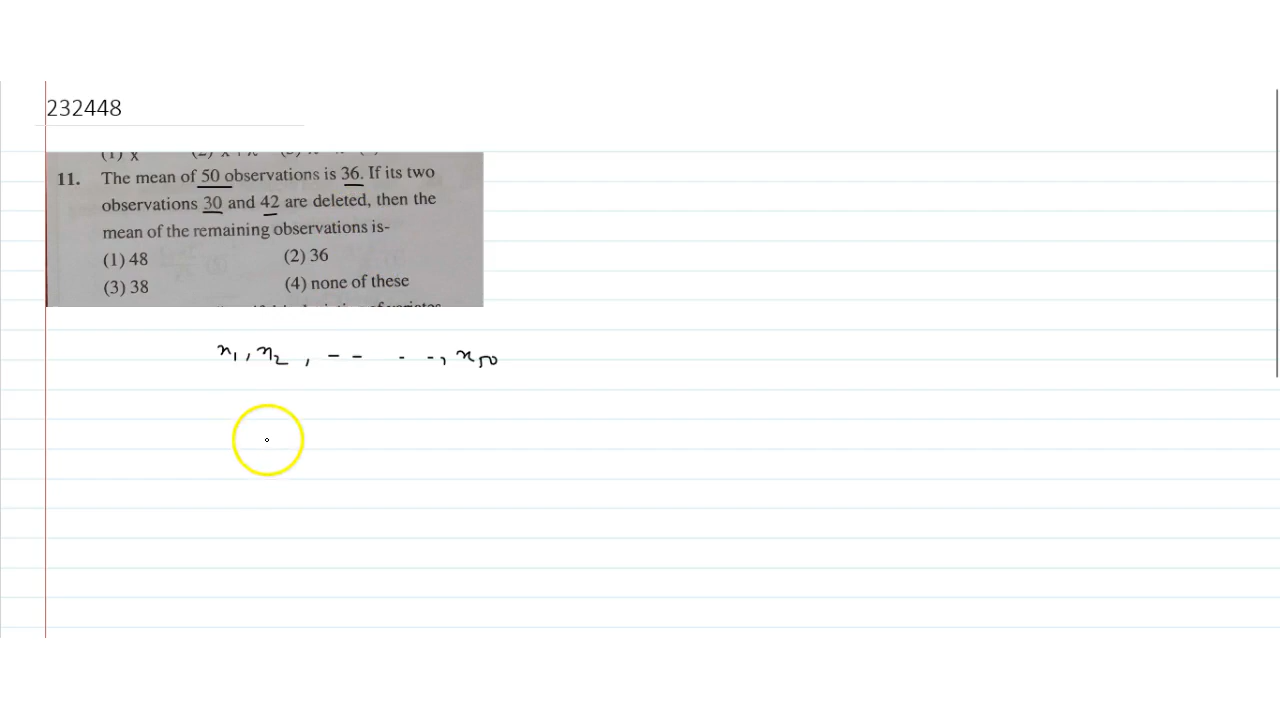 232448
11. The mean of 50 observations is 36. If its two
observations 30 and 42 are deleted, then the
mean of the remaining observations is-
(1) 48 (2) 36
(3) 38 (4) none of these
x₁, x₂, - - - -, x₅₀